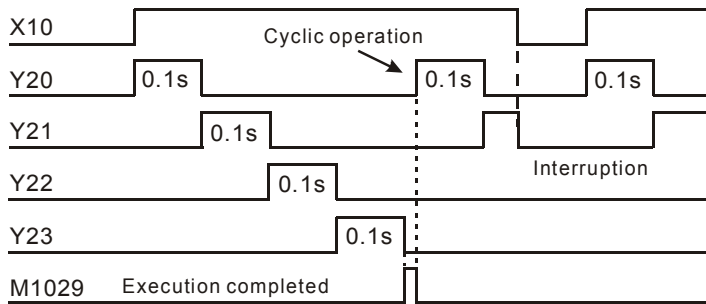 X10
Cyclic operation
Y20 0.1s 0.1s 0.1s
Y21 0.1s
Interruption
Y22 0.1s
Y23 0.1s
M1029 Execution completed